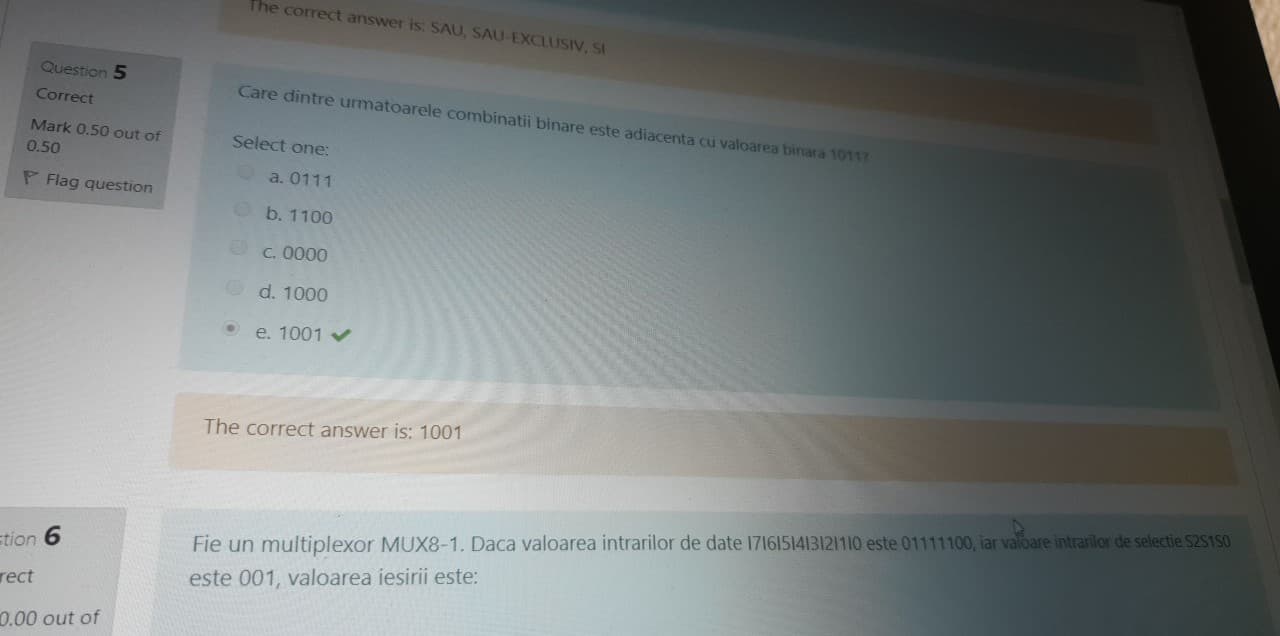 The correct answer is: SAU, SAU-EXCLUSIV, SI
Question 5
Correct
Mark 0.50 out of
0.50
Flag question
Care dintre urmatoarele combinatii binare este adiacenta cu valoarea binara 1011?
Select one:
a. 0111
b. 1100
c. 0000
d. 1000
e. 1001
The correct answer is: 1001
stion 6
rect
0.00 out of
Fie un multiplexor MUX8-1. Daca valoarea intrarilor de date I7I6I5I4I3I2I1I0 este 01111100, iar valoare intrarilor de selectie S2S1S0
este 001, valoarea iesirii este: